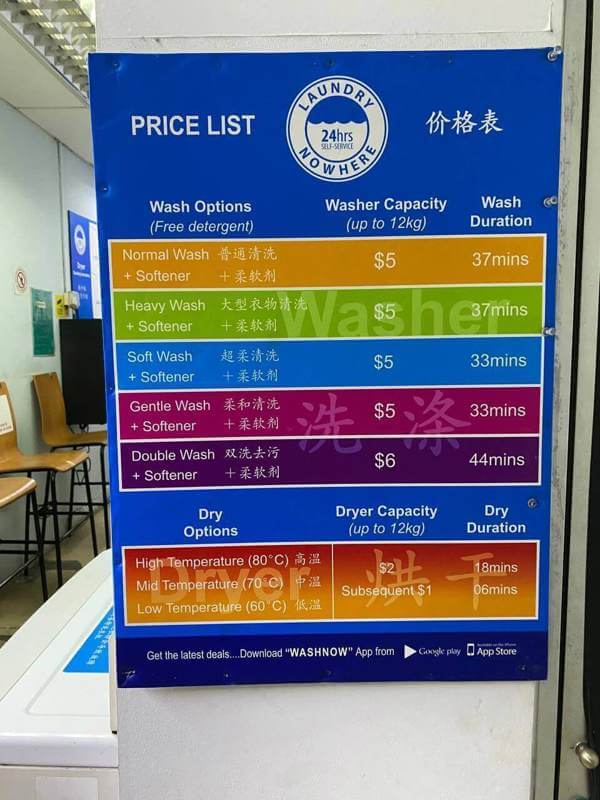 PRICE LIST
LAUNDRY
24hrs
SELF-SERVICE
NOWHERE
价格表
Wash Options
(Free detergent)
Washer Capacity
(up to 12kg)
Wash
Duration
Normal Wash 普通清洗 $5 37mins
+ Softener +柔软剂
Heavy Wash 大型衣物清洗 $5 37mins
+ Softener +柔软剂
Washer
Soft Wash 超柔清洗 $5 33mins
+ Softener +柔软剂
Gentle Wash 柔和清洗 $5 33mins
+ Softener +柔软剂
洗涤
Double Wash 双洗去污 $6 44mins
+ Softener +柔软剂
Dry
Options
Dryer Capacity
(up to 12kg)
Dry
Duration
High Temperature (80°C) 高温 $2 18mins
Mid Temperature (70°C) 中温 Subsequent $1 06mins
Low Temperature (60°C) 低温
Dryer 烘干
Get the latest deals....Download "WASHNOW" App from Google play App Store
Dryer